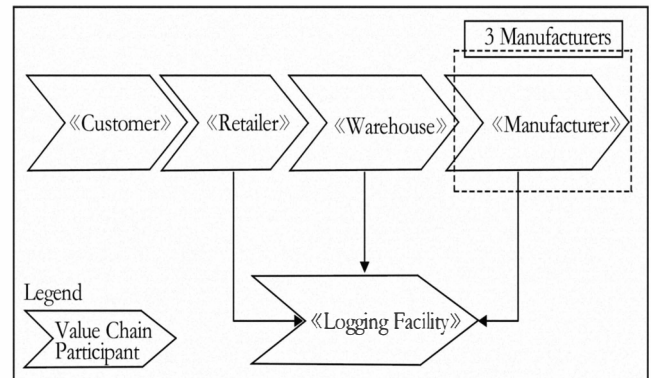 3 Manufacturers
《Customer》
《Retailer》
《Warehouse》
《Manufacturer》
《Logging Facility》
Legend
Value Chain
Participant